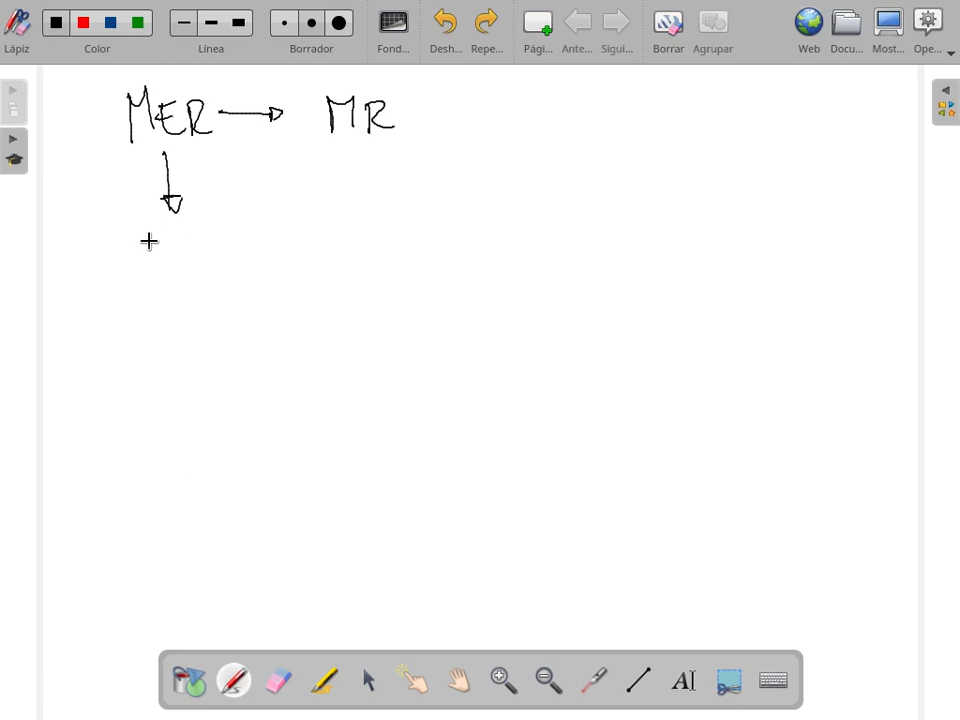 Lápiz Color Línea Borrador Fond... Desh... Repe... Pági... Ante... Sigui... Borrar Agrupar Web Docu... Most... Ope...
MER → MR
A